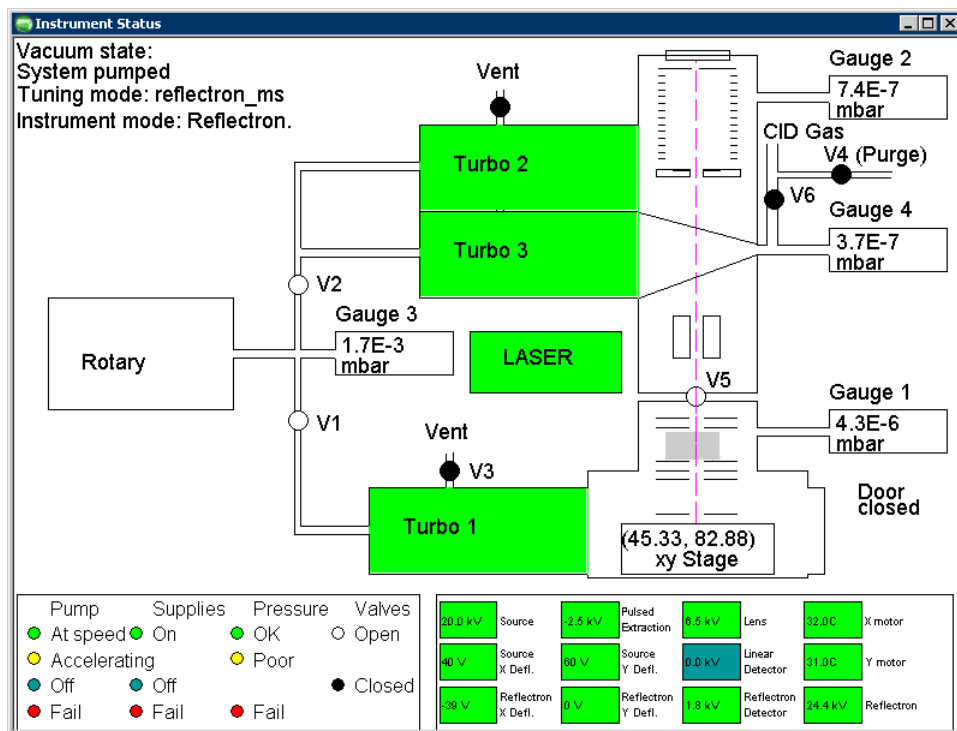 Instrument Status
Vacuum state:
System pumped
Tuning mode: reflectron_ms
Instrument mode: Reflectron.
Vent
Gauge 2
7.4E-7
mbar
CID Gas
V4 (Purge)
Turbo 2
V6
Gauge 4
3.7E-7
mbar
Turbo 3
V2
Gauge 3
1.7E-3
mbar
Rotary
LASER
V5
Gauge 1
4.3E-6
mbar
V1
Vent
V3
Door
closed
Turbo 1
(45.33, 82.88)
xy Stage
Pump Supplies Pressure Valves
At speed On OK Open
Accelerating Poor
Off Off Closed
Fail Fail Fail
20.0 kV Source -2.5 kV Pulsed Extraction 6.5 kV Lens 32.0C X motor
40 V Source X Defl. 60 V Source Y Defl. 0.0 kV Linear Detector 31.0C Y motor
-39 V Reflectron X Defl. 0 V Reflectron Y Defl. 1.8 kV Reflectron Detector 24.4 kV Reflectron